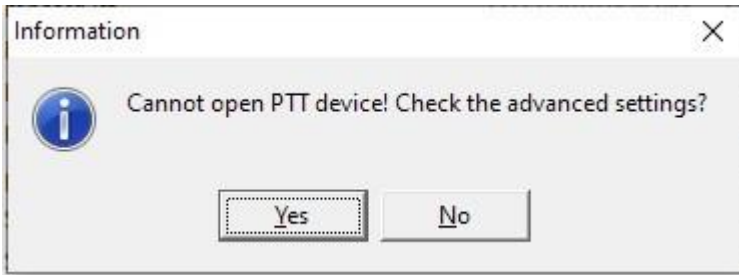 Information
Cannot open PTT device! Check the advanced settings?
Yes
No